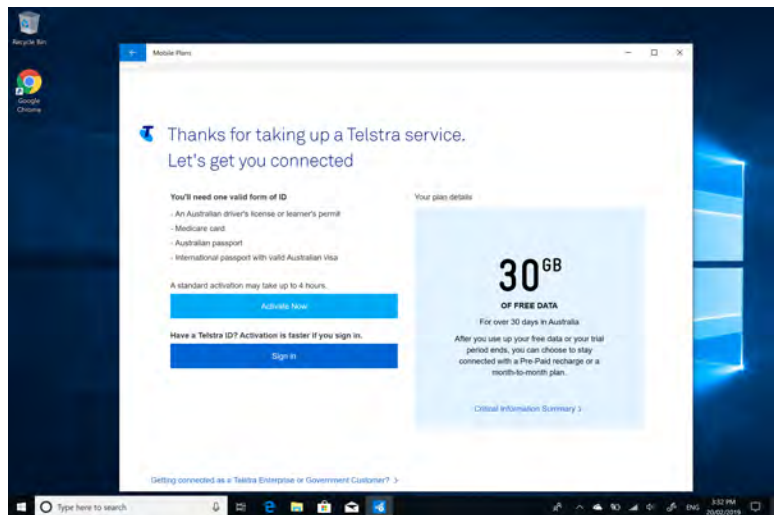 Recycle Bin
Google
Chrome
Mobile Plans
Thanks for taking up a Telstra service.
Let's get you connected
You'll need one valid form of ID
- An Australian driver's license or learner's permit
- Medicare card
- Australian passport
- International passport with valid Australian Visa
A standard activation may take up to 4 hours.
Activate Now
Have a Telstra ID? Activation is faster if you sign in.
Sign in
Your plan details
30 GB
OF FREE DATA
For over 30 days in Australia
After you use up your free data or your trial
period ends, you can choose to stay
connected with a Pre-Paid recharge or a
month-to-month plan.
Critical Information Summary >
Getting connected as a Telstra Enterprise or Government Customer? >
Type here to search
ENG
3:52 PM
20/02/2019